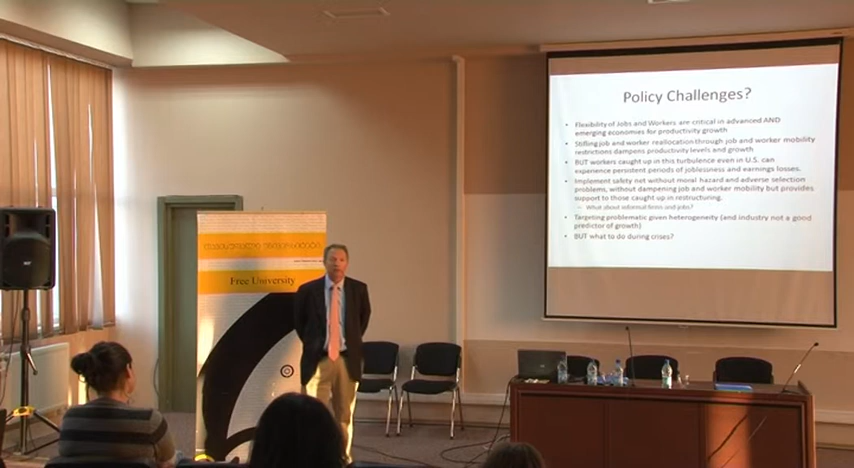 Policy Challenges?
• Flexibility of Jobs and Workers are critical in advanced AND
emerging economies for productivity growth
• Stifling job and worker reallocation through job and worker mobility
restrictions dampens productivity levels and growth
• BUT workers caught up in this turbulence even in U.S. can
experience persistent periods of joblessness and earnings losses.
• Implement safety net without moral hazard and adverse selection
problems, without dampening job and worker mobility but provides
support to those caught up in restructuring.
– What about informal firms and jobs?
• Targeting problematic given heterogeneity (and industry not a good
predictor of growth)
• BUT what to do during crises?
Free University